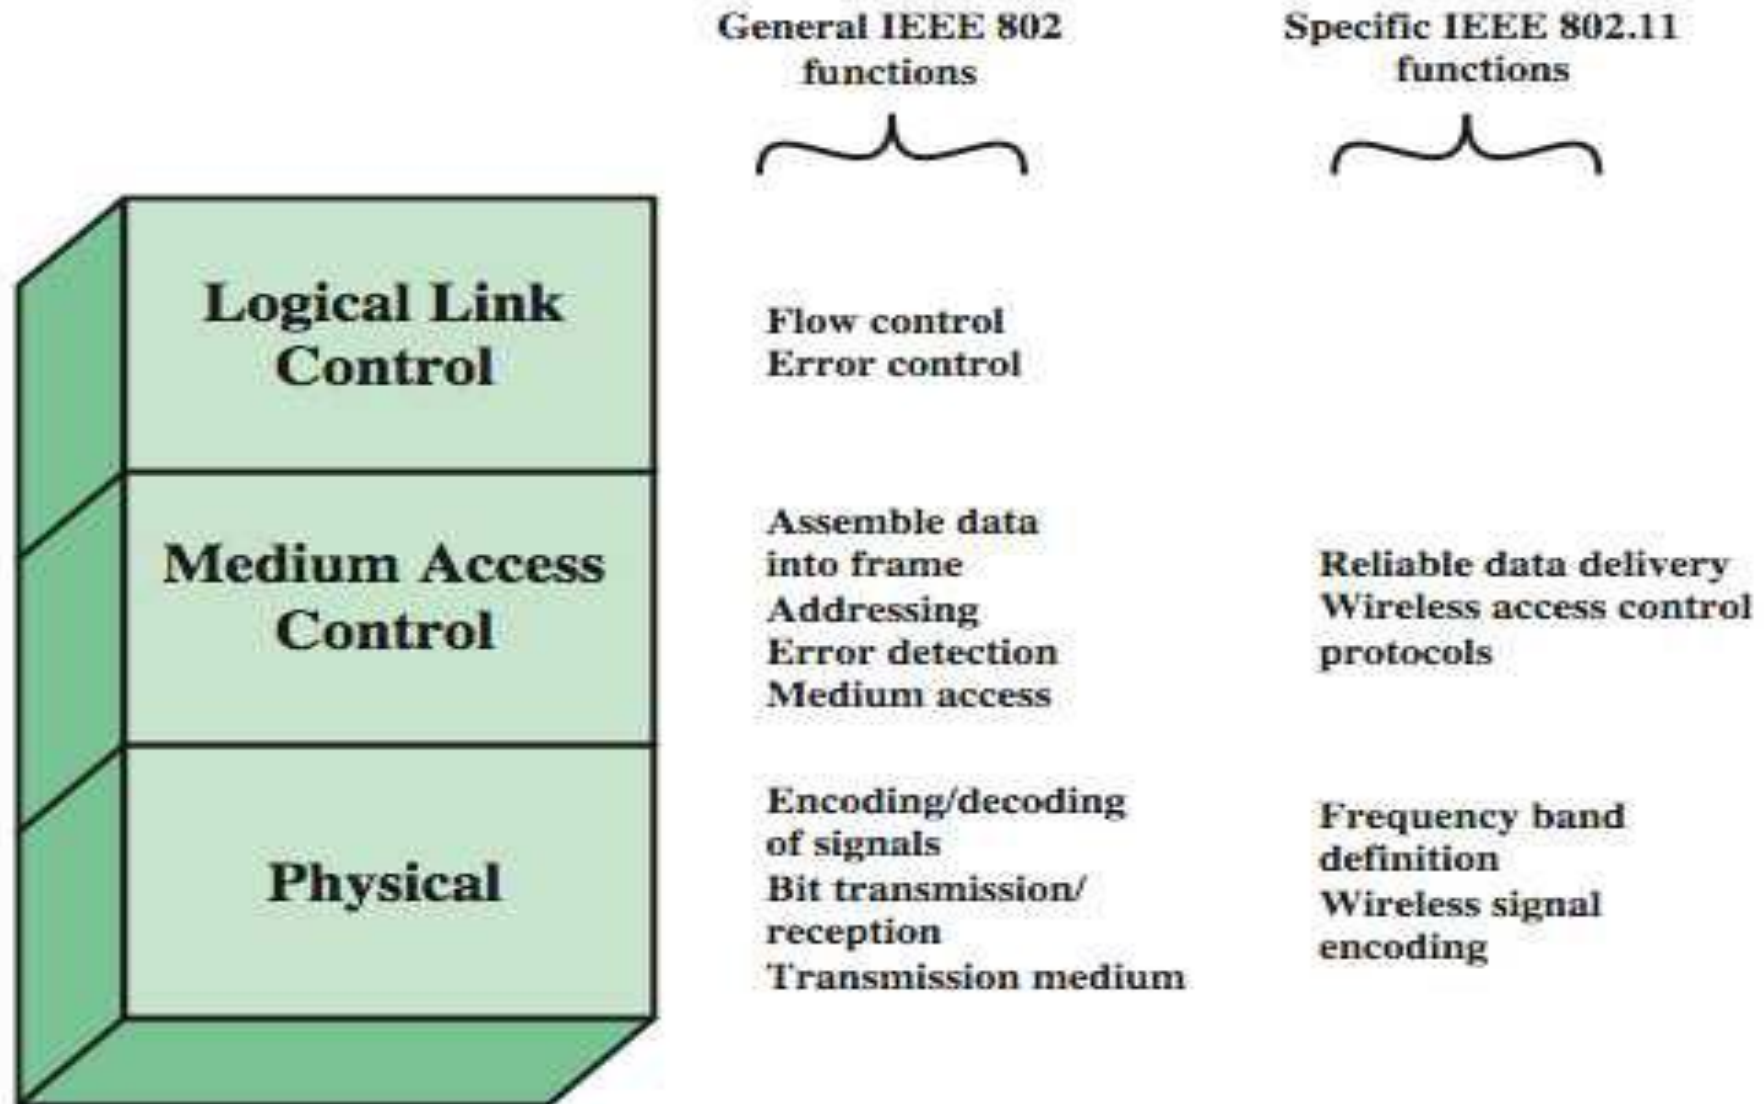 General IEEE 802
functions
Specific IEEE 802.11
functions
Logical Link
Control
Flow control
Error control
Medium Access
Control
Assemble data
into frame
Addressing
Error detection
Medium access
Reliable data delivery
Wireless access control
protocols
Physical
Encoding/decoding
of signals
Bit transmission/
reception
Transmission medium
Frequency band
definition
Wireless signal
encoding